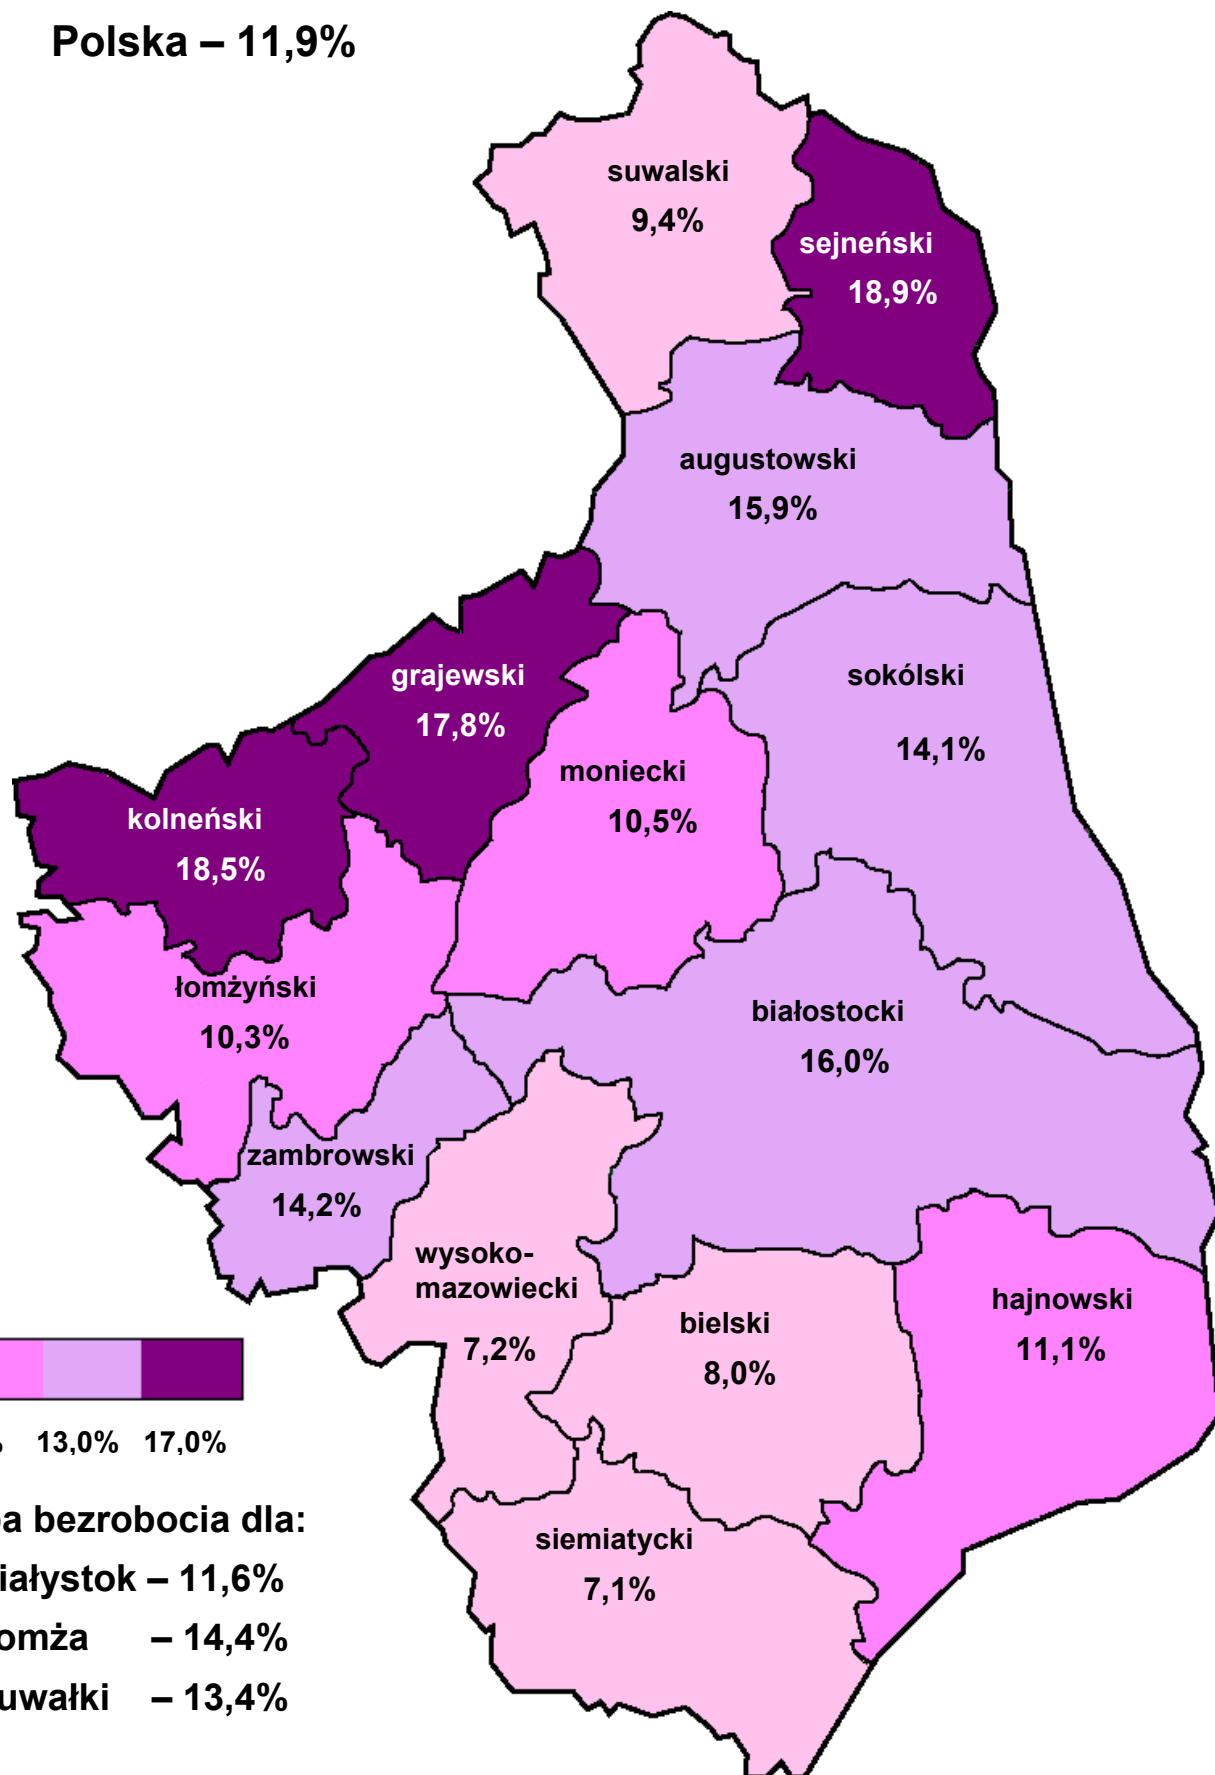 Polska – 11,9%
suwalski
9,4%
sejneński
18,9%
augustowski
15,9%
grajewski
17,8%
sokólski
14,1%
moniecki
10,5%
kolneński
18,5%
łomżyński
10,3%
białostocki
16,0%
zambrowski
14,2%
wysoko-
mazowiecki
7,2%
bielski
8,0%
hajnowski
11,1%
siemiatycki
7,1%
% 13,0% 17,0%
bezrobocia dla:
iałystok – 11,6%
omża – 14,4%
uwałki – 13,4%